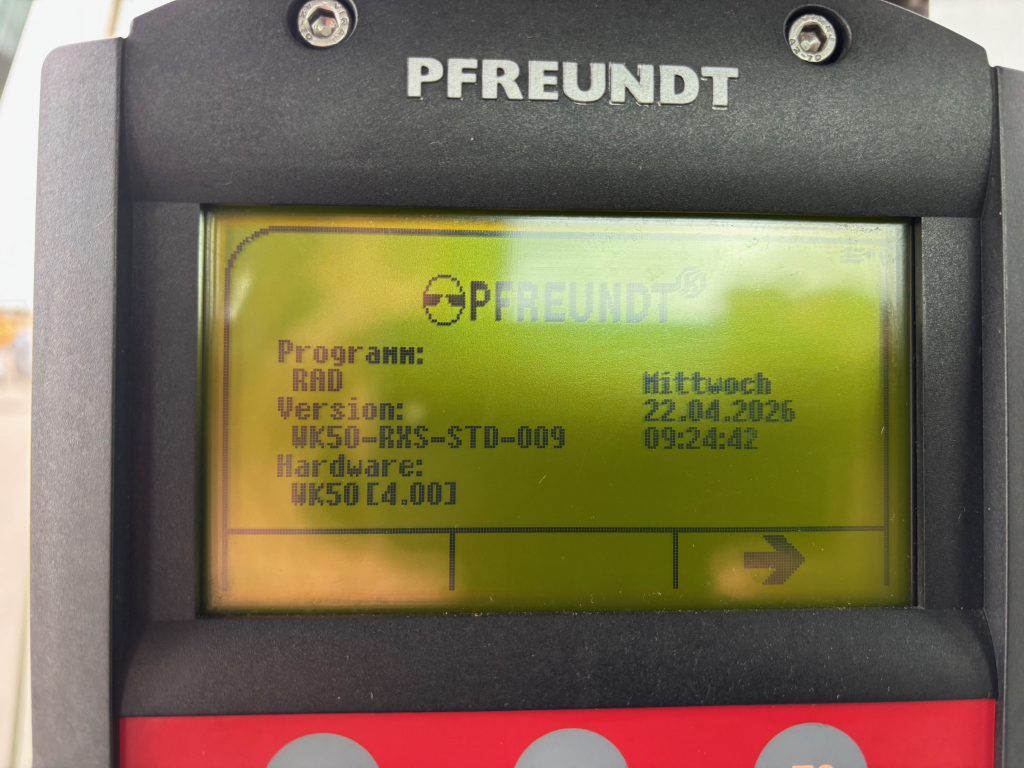 PFREUNDT
PFREUNDT®
Programm:
RAD
Mittwoch
Version:
22.04.2026
WK50-RXS-STD-009
09:24:42
Hardware:
WK50[4.00]